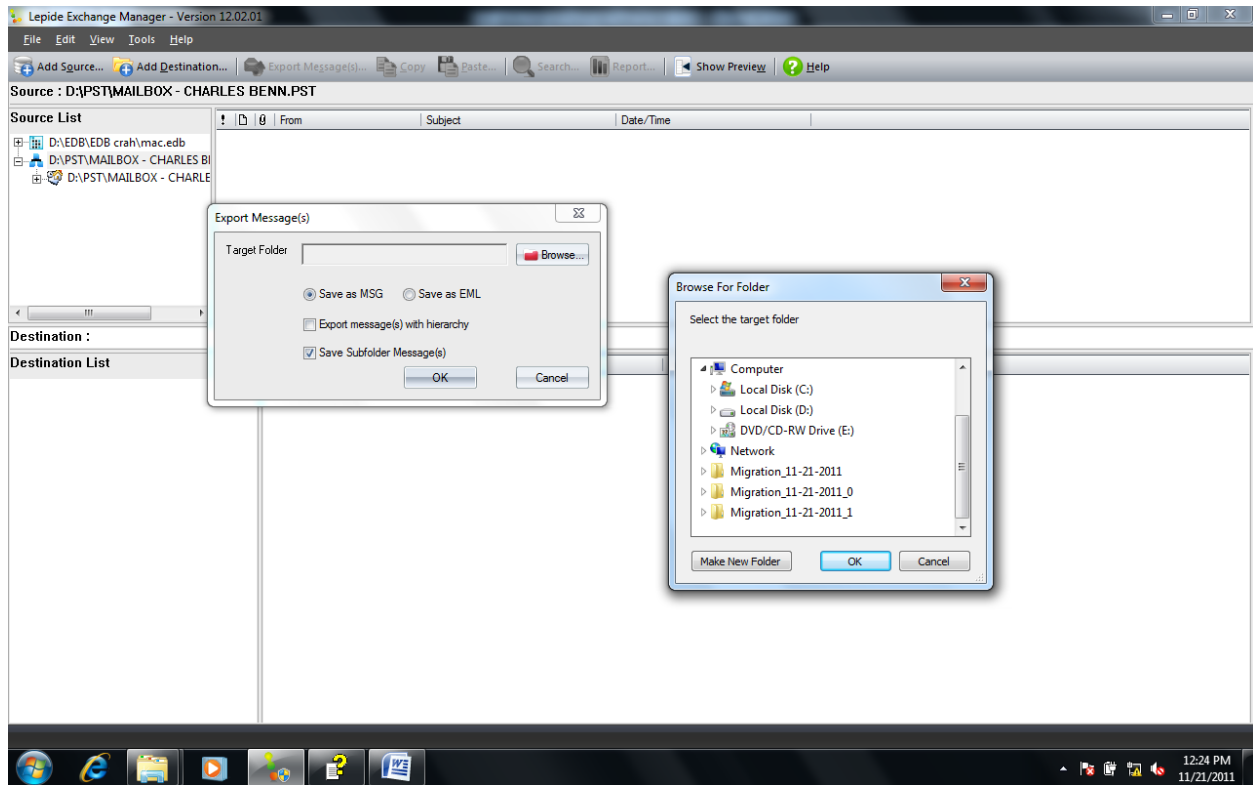 Lepide Exchange Manager - Version 12.02.01
File Edit View Tools Help
Add Source... Add Destination... Export Message(s)... Copy Paste... Search... Report... Show Preview Help
Source : D:\PST\MAILBOX - CHARLES BENN.PST
Source List
! From Subject Date/Time
D:\EDB\EDB crah\mac.edb
D:\PST\MAILBOX - CHARLES BE
D:\PST\MAILBOX - CHARLE
Export Message(s)
Target Folder Browse...
Save as MSG Save as EML
Export message(s) with hierarchy
Save Subfolder Message(s)
OK Cancel
Browse For Folder
Select the target folder
Computer
Local Disk (C:)
Local Disk (D:)
DVD/CD-RW Drive (E:)
Network
Migration_11-21-2011
Migration_11-21-2011_0
Migration_11-21-2011_1
Make New Folder OK Cancel
Destination :
Destination List
12:24 PM
11/21/2011